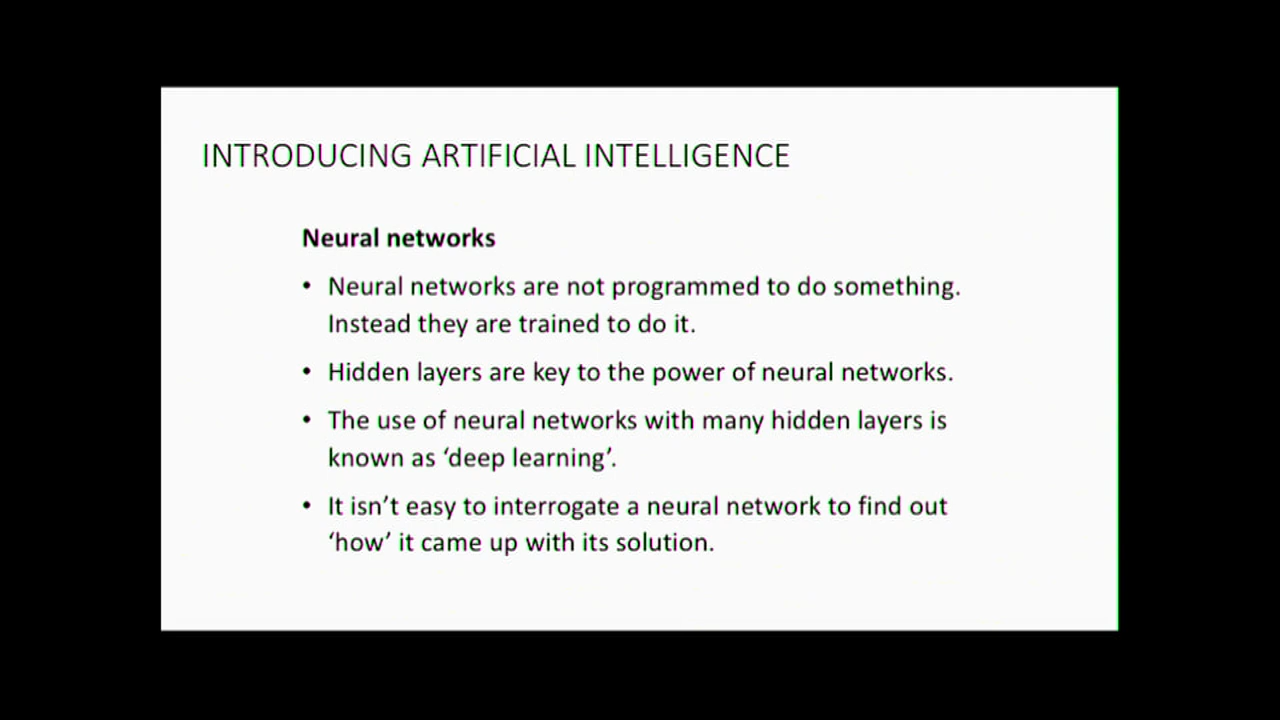 INTRODUCING ARTIFICIAL INTELLIGENCE
Neural networks
• Neural networks are not programmed to do something.
Instead they are trained to do it.
• Hidden layers are key to the power of neural networks.
• The use of neural networks with many hidden layers is
known as ‘deep learning’.
• It isn’t easy to interrogate a neural network to find out
‘how’ it came up with its solution.